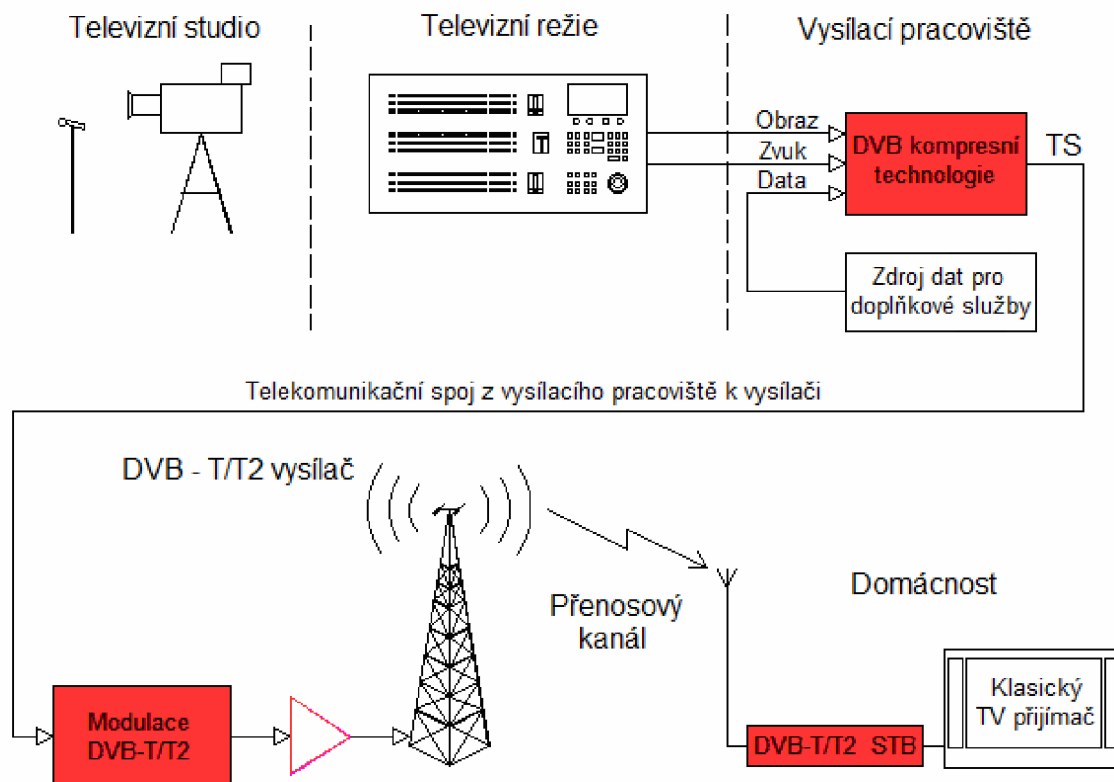 Televizní studio
Televizní režie
Vysílací pracoviště
Obraz
Zvuk
Data
DVB kompresní
technologie
TS
Zdroj dat pro
doplňkové služby
Telekomunikační spoj z vysílacího pracoviště k vysílači
DVB - T/T2 vysílač
Přenosový
kanál
Domácnost
Modulace
DVB-T/T2
DVB-T/T2 STB
Klasický
TV přijímač